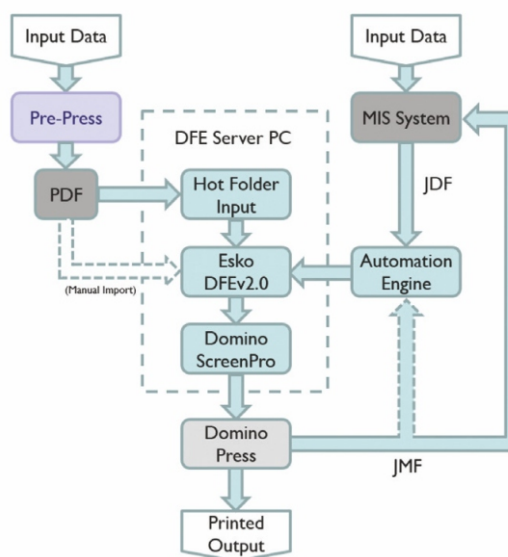 Input Data
Input Data
Pre-Press
MIS System
DFE Server PC
PDF
Hot Folder
Input
JDF
(Manual Import)
Esko
DFEv2.0
Automation
Engine
Domino
ScreenPro
Domino
Press
JMF
Printed
Output